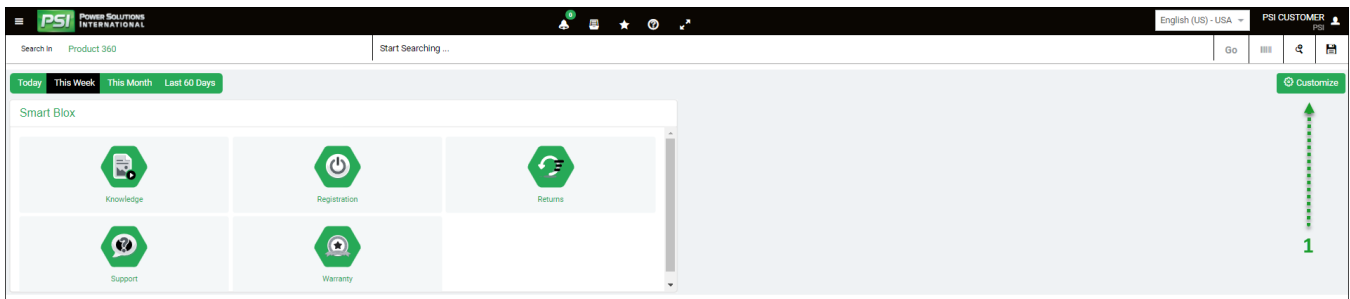 PSI POWER SOLUTIONS INTERNATIONAL
0
English (US) - USA
PSI CUSTOMER
PSI
Search In Product 360 Start Searching ... Go
Today This Week This Month Last 60 Days Customize
Smart Blox
Knowledge Registration Returns
Support Warranty
1